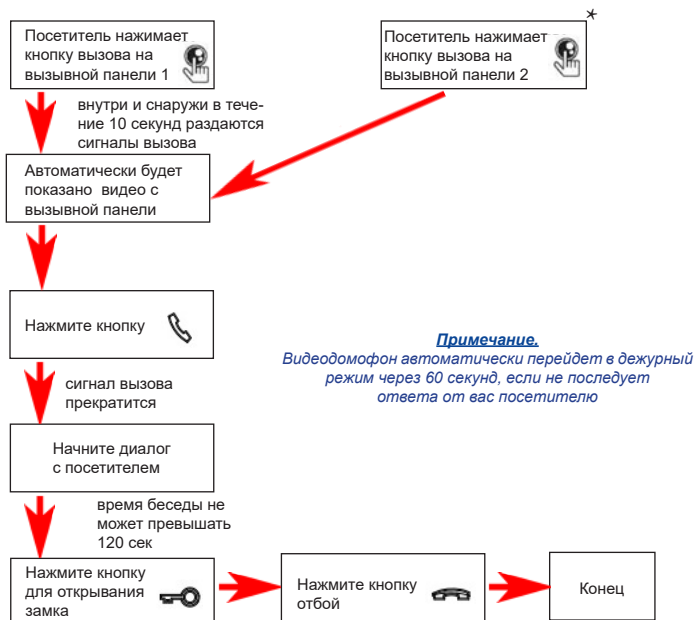 Посетитель нажимает
кнопку вызова на
вызывной панели 1
Посетитель нажимает
кнопку вызова на
вызывной панели 2
*
внутри и снаружи в тече-
ние 10 секунд раздаются
сигналы вызова
Автоматически будет
показано видео с
вызывной панели
Нажмите кнопку
Примечание.
Видеодомофон автоматически перейдет в дежурный
режим через 60 секунд, если не последует
ответа от вас посетителю
сигнал вызова
прекратится
Начните диалог
с посетителем
время беседы не
может превышать
120 сек
Нажмите кнопку
для открывания
замка
Нажмите кнопку
отбой
Конец